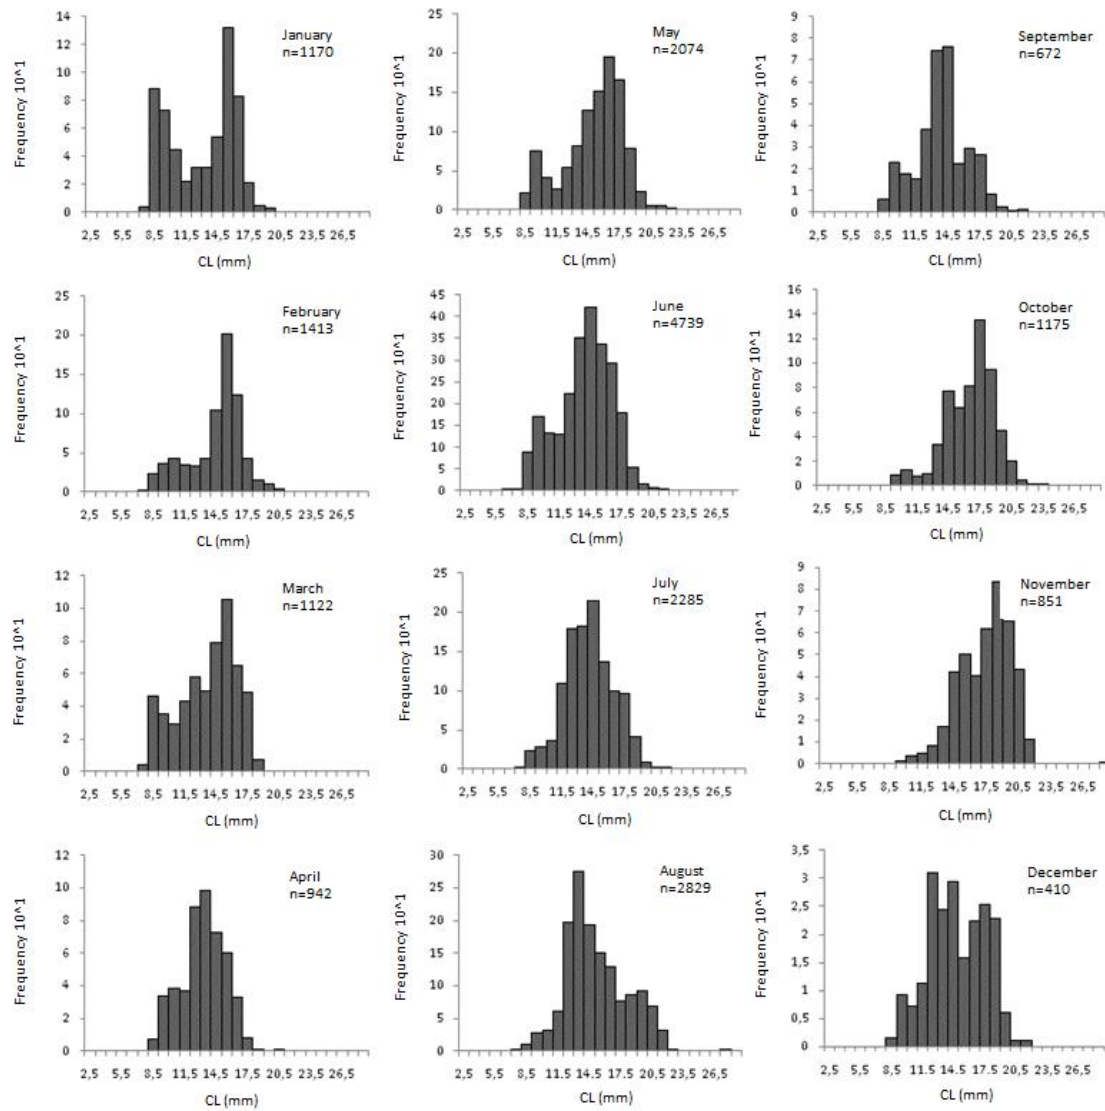 January
n=1170
Frequency 10^1
14
12
10
8
6
4
2
0
2,5 5,5 8,5 11,5 14,5 17,5 20,5 23,5 26,5
CL (mm)
May
n=2074
Frequency 10^1
25
20
15
10
5
0
2,5 5,5 8,5 11,5 14,5 17,5 20,5 23,5 26,5
CL (mm)
September
n=672
Frequency 10^1
9
8
7
6
5
4
3
2
1
0
2,5 5,5 8,5 11,5 14,5 17,5 20,5 23,5 26,5
CL (mm)
February
n=1413
Frequency 10^1
25
20
15
10
5
0
2,5 5,5 8,5 11,5 14,5 17,5 20,5 23,5 26,5
CL (mm)
June
n=4739
Frequency 10^1
45
40
35
30
25
20
15
10
5
0
2,5 5,5 8,5 11,5 14,5 17,5 20,5 23,5 26,5
CL (mm)
October
n=1175
Frequency 10^1
16
14
12
10
8
6
4
2
0
2,5 5,5 8,5 11,5 14,5 17,5 20,5 23,5 26,5
CL (mm)
March
n=1122
Frequency 10^1
12
10
8
6
4
2
0
2,5 5,5 8,5 11,5 14,5 17,5 20,5 23,5 26,5
CL (mm)
July
n=2285
Frequency 10^1
25
20
15
10
5
0
2,5 5,5 8,5 11,5 14,5 17,5 20,5 23,5 26,5
CL (mm)
November
n=851
Frequency 10^1
9
8
7
6
5
4
3
2
1
0
2,5 5,5 8,5 11,5 14,5 17,5 20,5 23,5 26,5
CL (mm)
April
n=942
Frequency 10^1
12
10
8
6
4
2
0
2,5 5,5 8,5 11,5 14,5 17,5 20,5 23,5 26,5
CL (mm)
August
n=2829
Frequency 10^1
30
25
20
15
10
5
0
2,5 5,5 8,5 11,5 14,5 17,5 20,5 23,5 26,5
CL (mm)
December
n=410
Frequency 10^1
3,5
3
2,5
2
1,5
1
0,5
0
2,5 5,5 8,5 11,5 14,5 17,5 20,5 23,5 26,5
CL (mm)